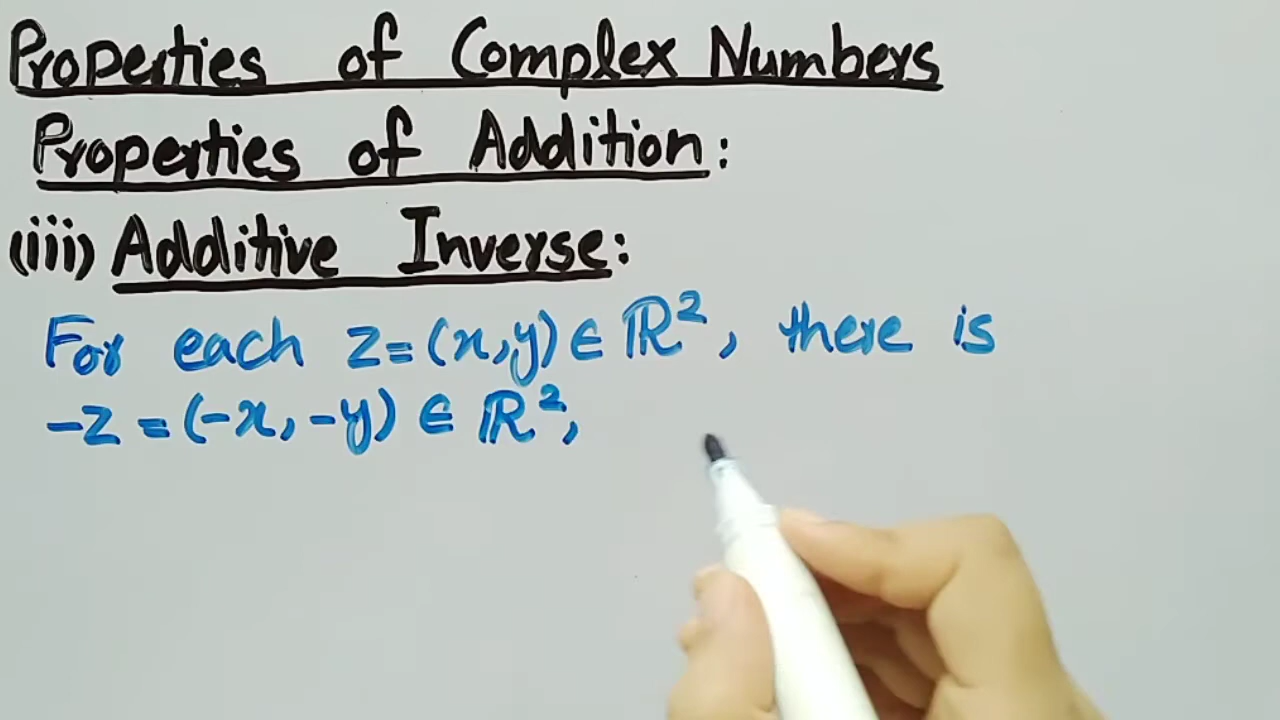 Properties of Complex Numbers
Properties of Addition:
(iii) Additive Inverse:
For each z=(x,y)∈ℝ², there is
-z=(-x,-y)∈ℝ²,